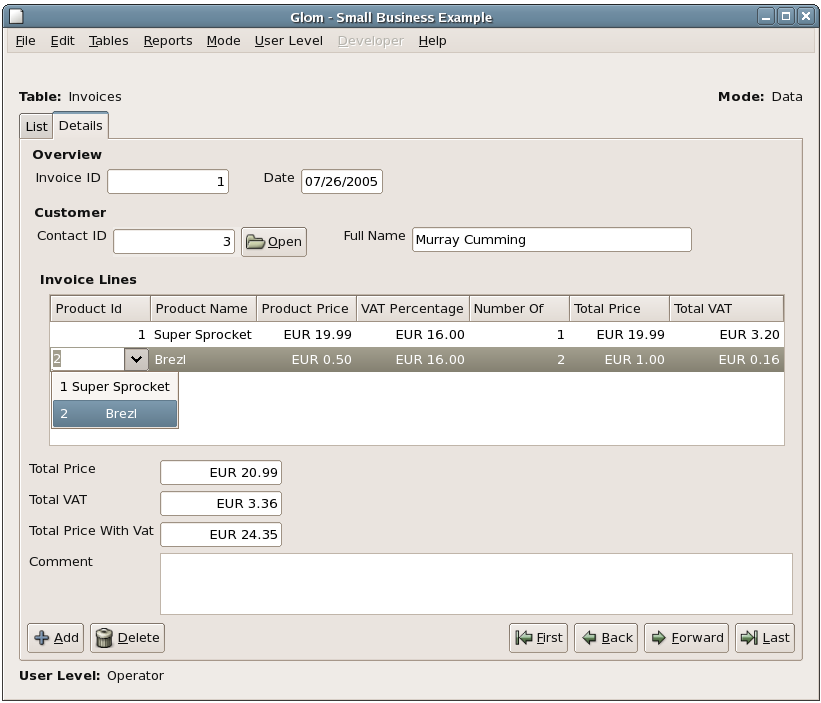 Glom - Small Business Example
File Edit Tables Reports Mode User Level Developer Help
Table: Invoices Mode: Data
List Details
Overview
Invoice ID 1 Date 07/26/2005
Customer
Contact ID 3 Open Full Name Murray Cumming
Invoice Lines
Product Id Product Name Product Price VAT Percentage Number Of Total Price Total VAT
1 Super Sprocket EUR 19.99 EUR 16.00 1 EUR 19.99 EUR 3.20
2 Brezl EUR 0.50 EUR 16.00 2 EUR 1.00 EUR 0.16
1 Super Sprocket
2 Brezl
Total Price EUR 20.99
Total VAT EUR 3.36
Total Price With Vat EUR 24.35
Comment
Add Delete First Back Forward Last
User Level: Operator